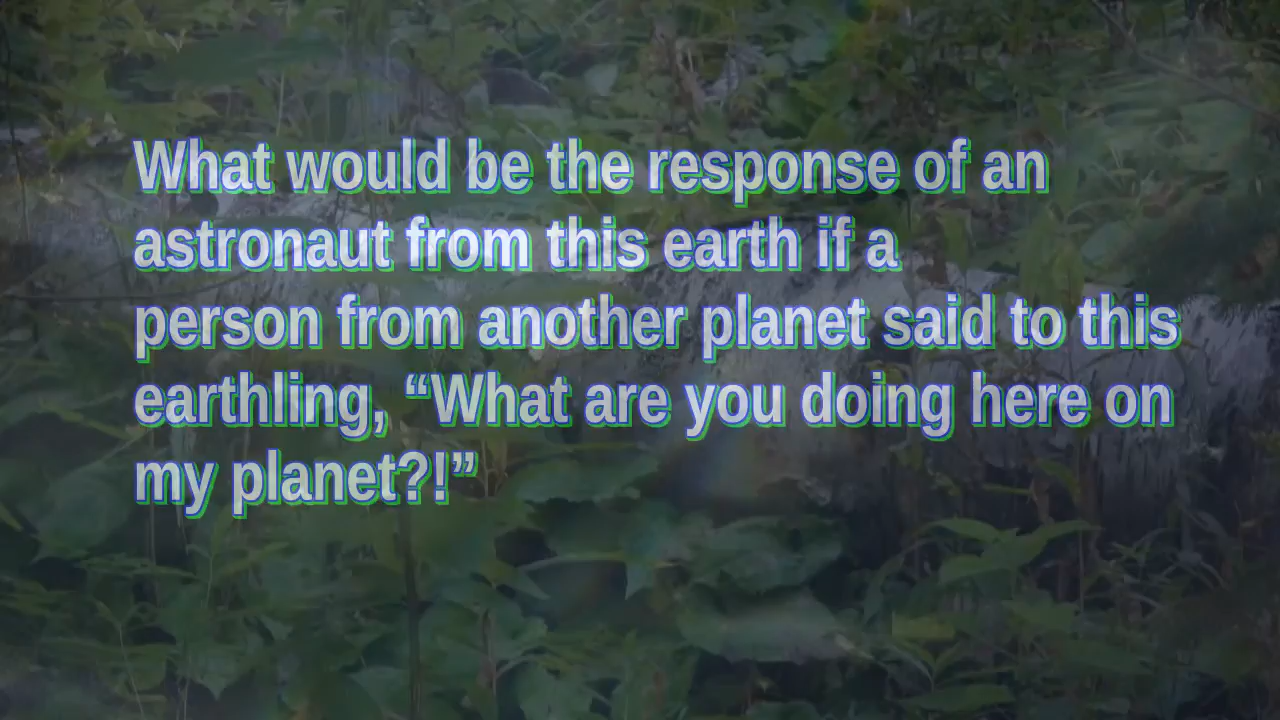 What would be the response of an
astronaut from this earth if a
person from another planet said to this
earthling, “What are you doing here on
my planet?!”